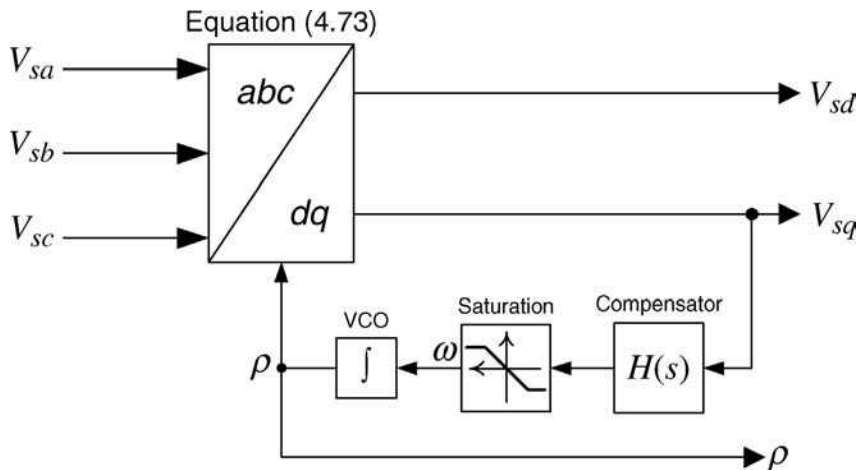 Equation (4.73)
V_sa
abc
V_sd
V_sb
dq
V_sq
V_sc
Saturation
Compensator
VCO
ρ
∫
ω
H(s)
ρ